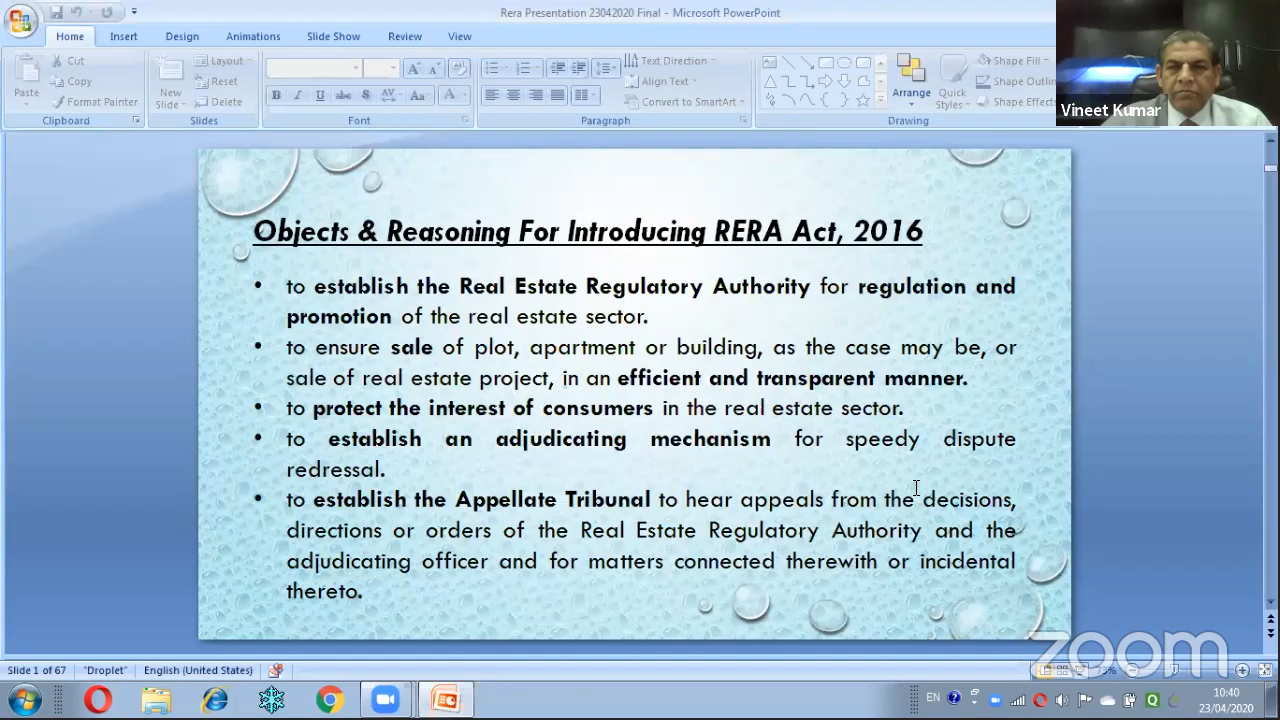 Rera Presentation 23042020 Final - Microsoft PowerPoint
Home Insert Design Animations Slide Show Review View
Vineet Kumar
Paste
Cut
Copy
Format Painter
Clipboard
New Slide
Layout
Reset
Delete
Slides
B I U abc S AV Aa A
Font
Text Direction
Align Text
Convert to SmartArt
Paragraph
Arrange
Quick Styles
Shape Fill
Shape Outline
Shape Effects
Drawing
Objects & Reasoning For Introducing RERA Act, 2016
• to establish the Real Estate Regulatory Authority for regulation and
promotion of the real estate sector.
• to ensure sale of plot, apartment or building, as the case may be, or
sale of real estate project, in an efficient and transparent manner.
• to protect the interest of consumers in the real estate sector.
• to establish an adjudicating mechanism for speedy dispute
redressal.
• to establish the Appellate Tribunal to hear appeals from the decisions,
directions or orders of the Real Estate Regulatory Authority and the
adjudicating officer and for matters connected therewith or incidental
thereto.
zoom
Slide 1 of 67 "Droplet" English (United States)
EN
10:40
23/04/2020